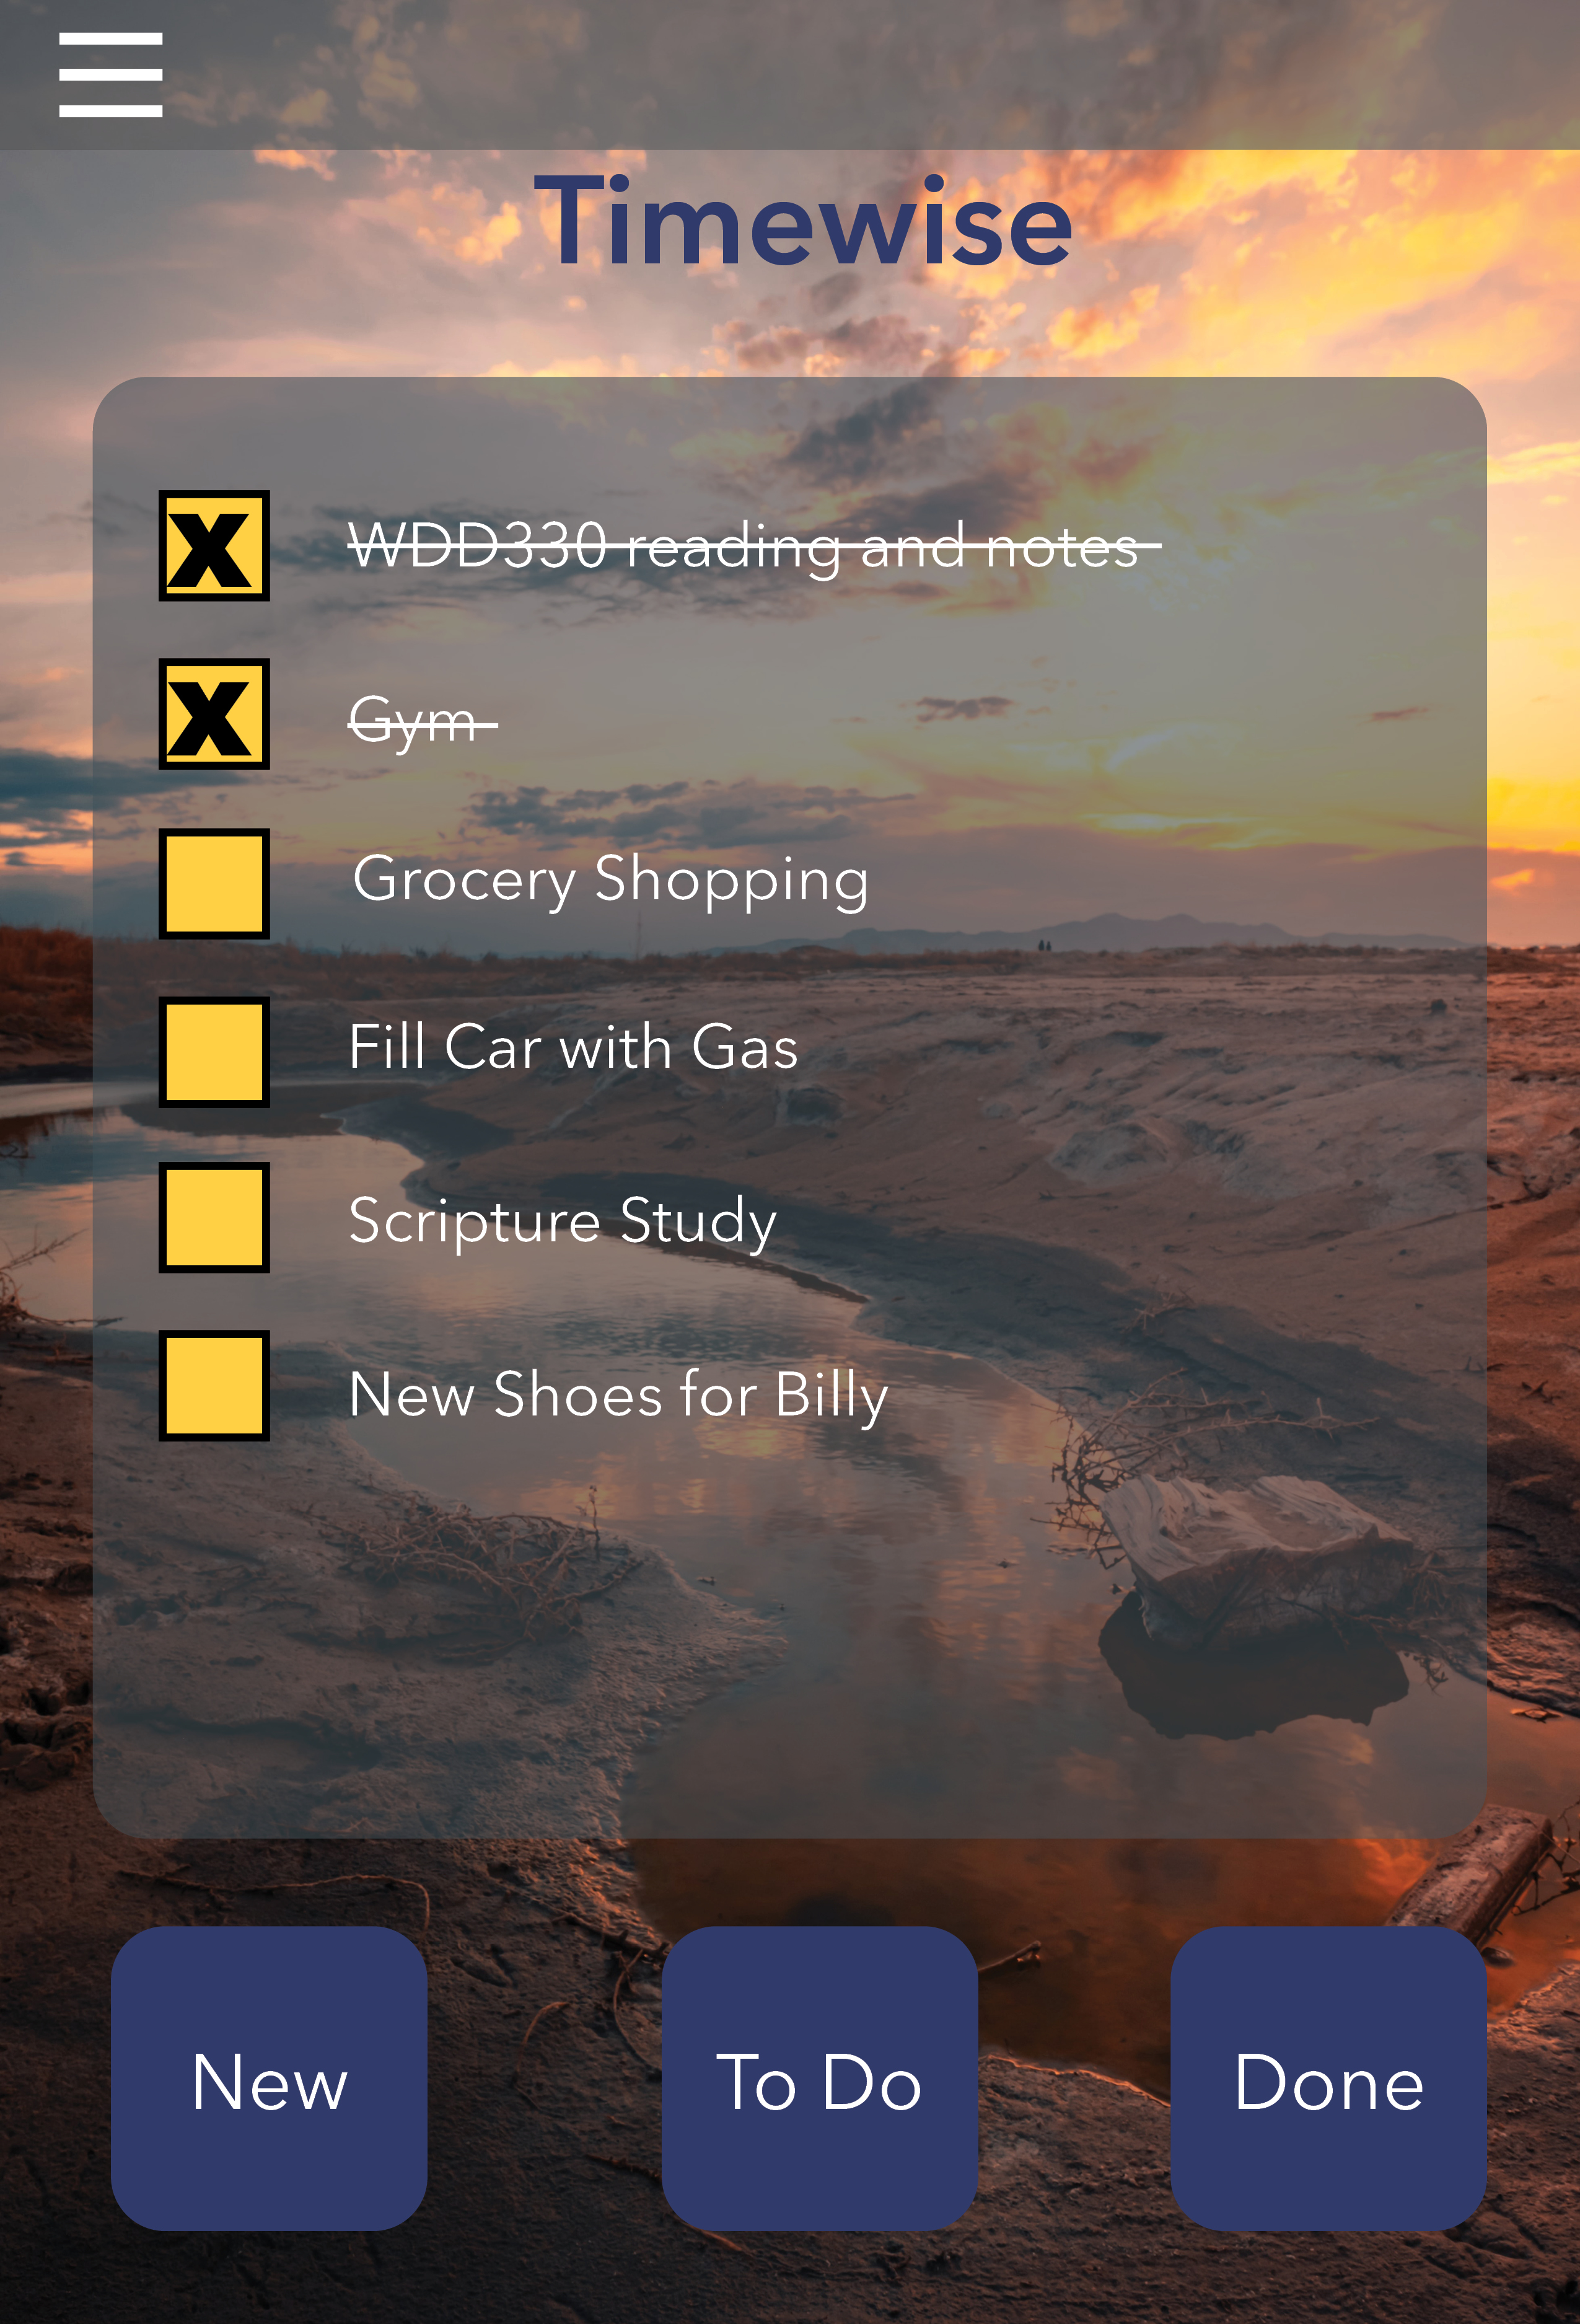 Timewise
X WDD330 reading and notes
X Gym
Grocery Shopping
Fill Car with Gas
Scripture Study
New Shoes for Billy
New To Do Done